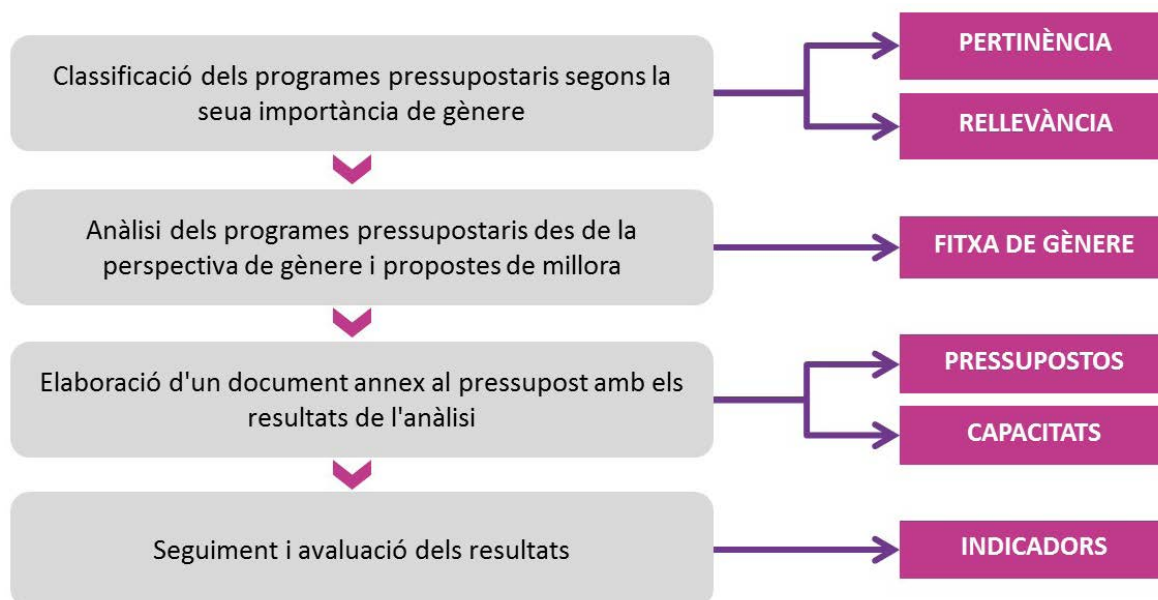 Classificació dels programes pressupostaris segons la
seua importància de gènere
PERTINÈNCIA
RELLEVÀNCIA
Anàlisi dels programes pressupostaris des de la
perspectiva de gènere i propostes de millora
FITXA DE GÈNERE
Elaboració d'un document annex al pressupost amb els
resultats de l'anàlisi
PRESSUPOSTOS
CAPACITATS
Seguiment i avaluació dels resultats
INDICADORS